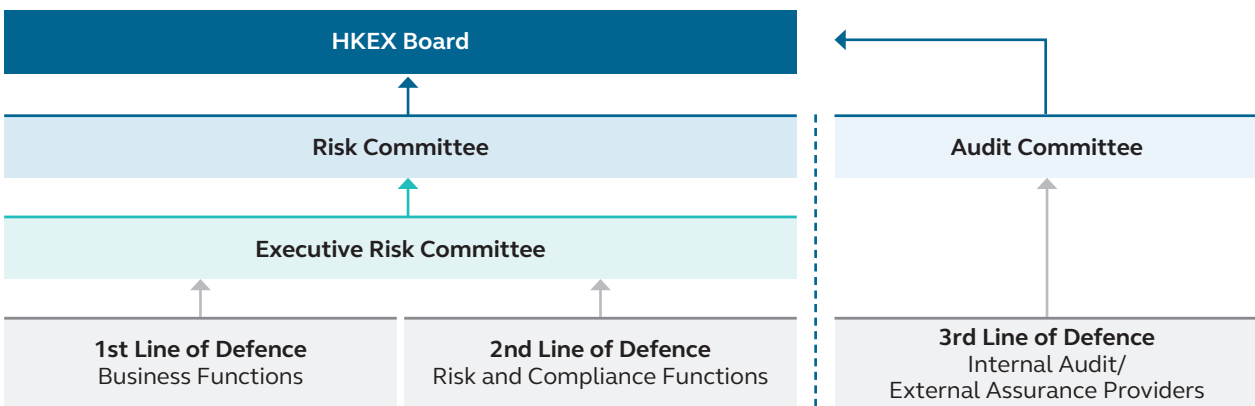 HKEX Board
Risk Committee
Audit Committee
Executive Risk Committee
1st Line of Defence
Business Functions
2nd Line of Defence
Risk and Compliance Functions
3rd Line of Defence
Internal Audit/
External Assurance Providers